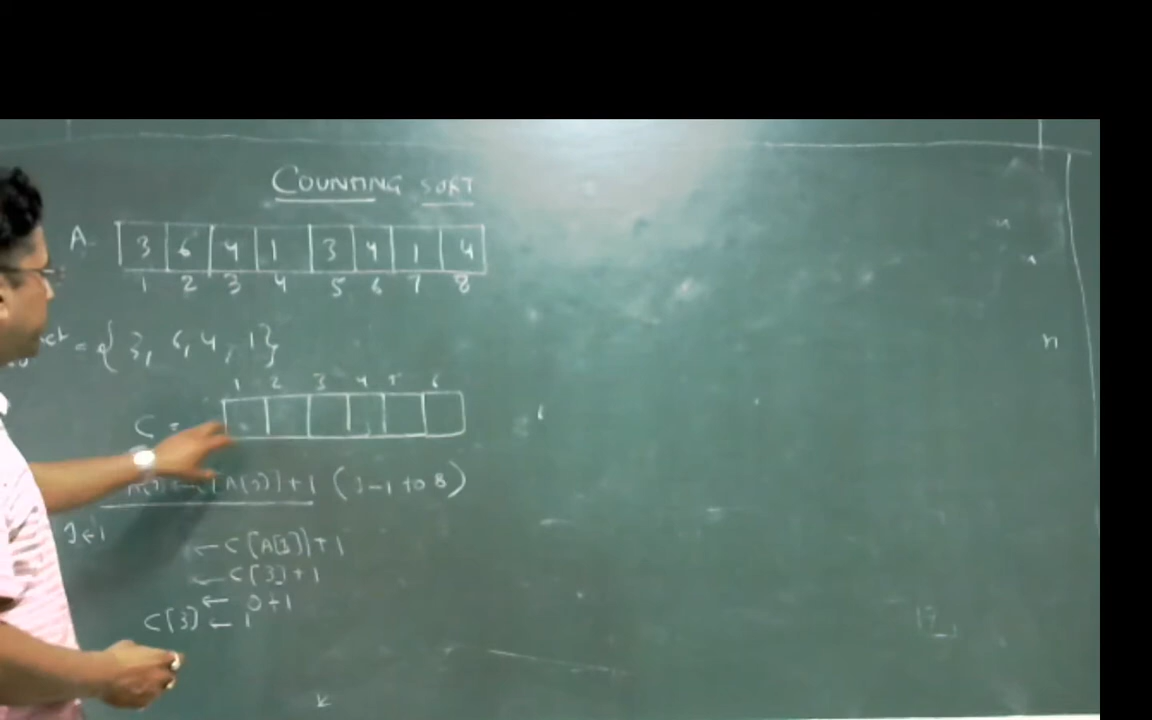 COUNTING SORT
A 3 6 4 1 3 4 1 4
1 2 3 4 5 6 7 8
= { 3, 6, 4, 1}
1 2 3 4 5 6
C =
[A(J)]+1 (J-1 to 8)
J←1
← C[A[1]]+1
← C[3]+1
← 0+1
C[3] ← 1
n
k